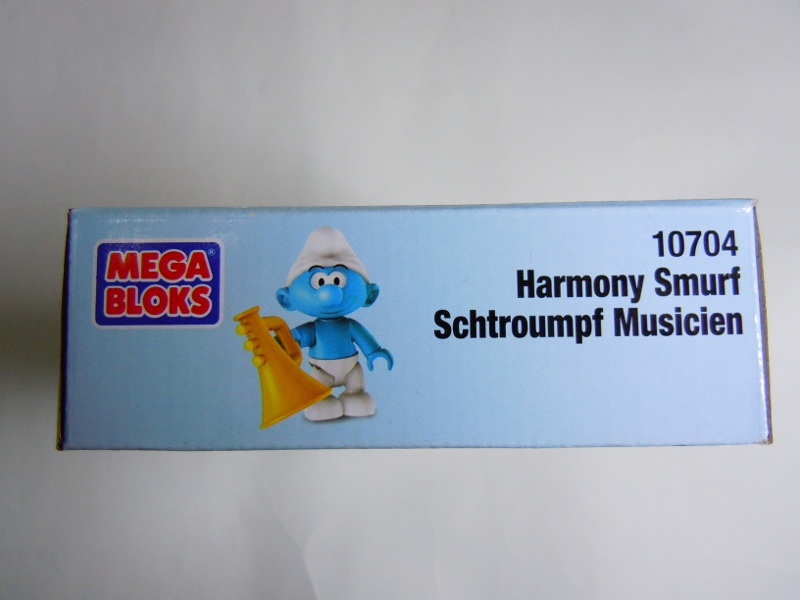 MEGA
BLOKS®
10704
Harmony Smurf
Schtroumpf Musicien